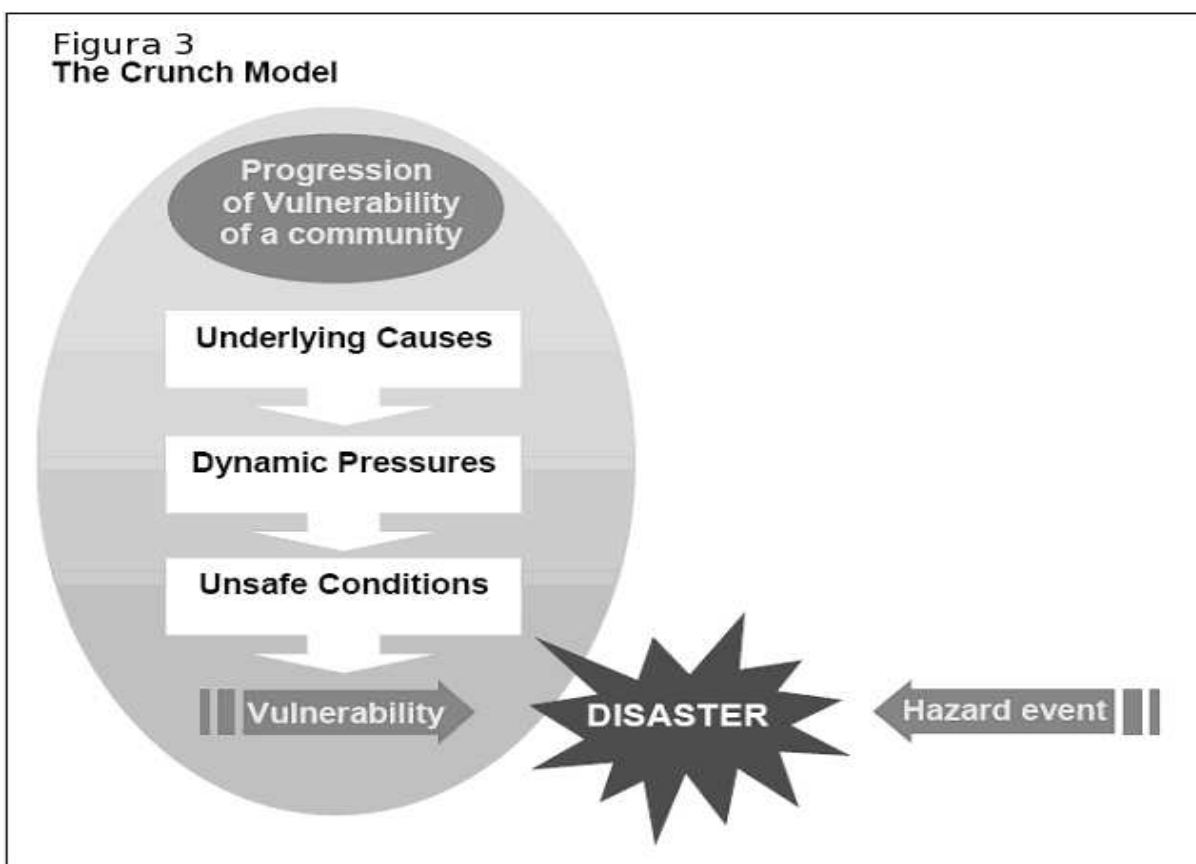 Figura 3
The Crunch Model
Progression
of Vulnerability
of a community
Underlying Causes
Dynamic Pressures
Unsafe Conditions
Vulnerability
DISASTER
Hazard event